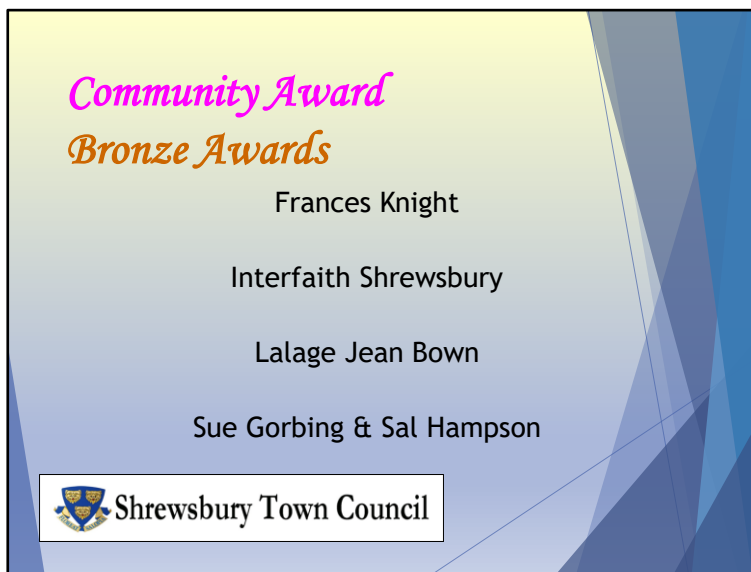 Community Award
Bronze Awards
Frances Knight
Interfaith Shrewsbury
Lalage Jean Bown
Sue Gorbing & Sal Hampson
Shrewsbury Town Council